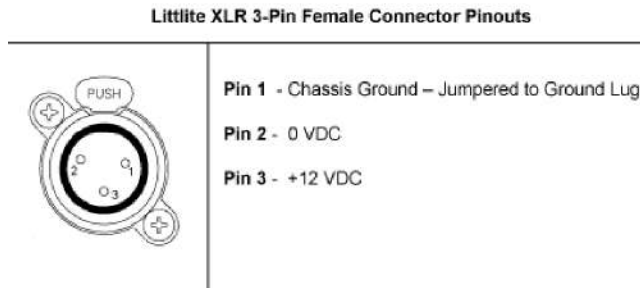 Littlite XLR 3-Pin Female Connector Pinouts
PUSH
2 1
3
Pin 1 - Chassis Ground – Jumpered to Ground Lug
Pin 2 - 0 VDC
Pin 3 - +12 VDC